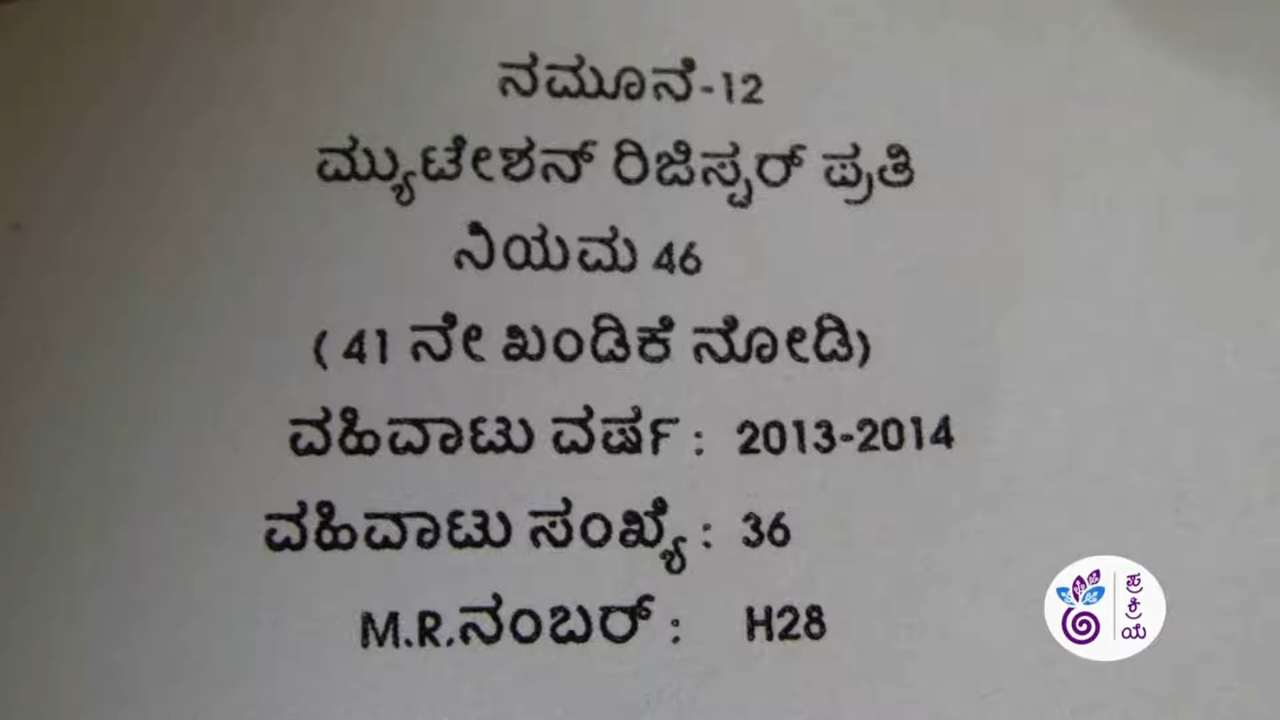 ನಮೂನೆ-12
ಮ್ಯುಟೇಶನ್ ರಿಜಿಸ್ಟರ್ ಪ್ರತಿ
ನಿಯಮ 46
( 41 ನೇ ಖಂಡಿಕೆ ನೋಡಿ)
ವಹಿವಾಟು ವರ್ಷ : 2013-2014
ವಹಿವಾಟು ಸಂಖ್ಯೆ : 36
M.R.ನಂಬರ್ : H28
ಪ್ರಕ್ರಿಯೆ